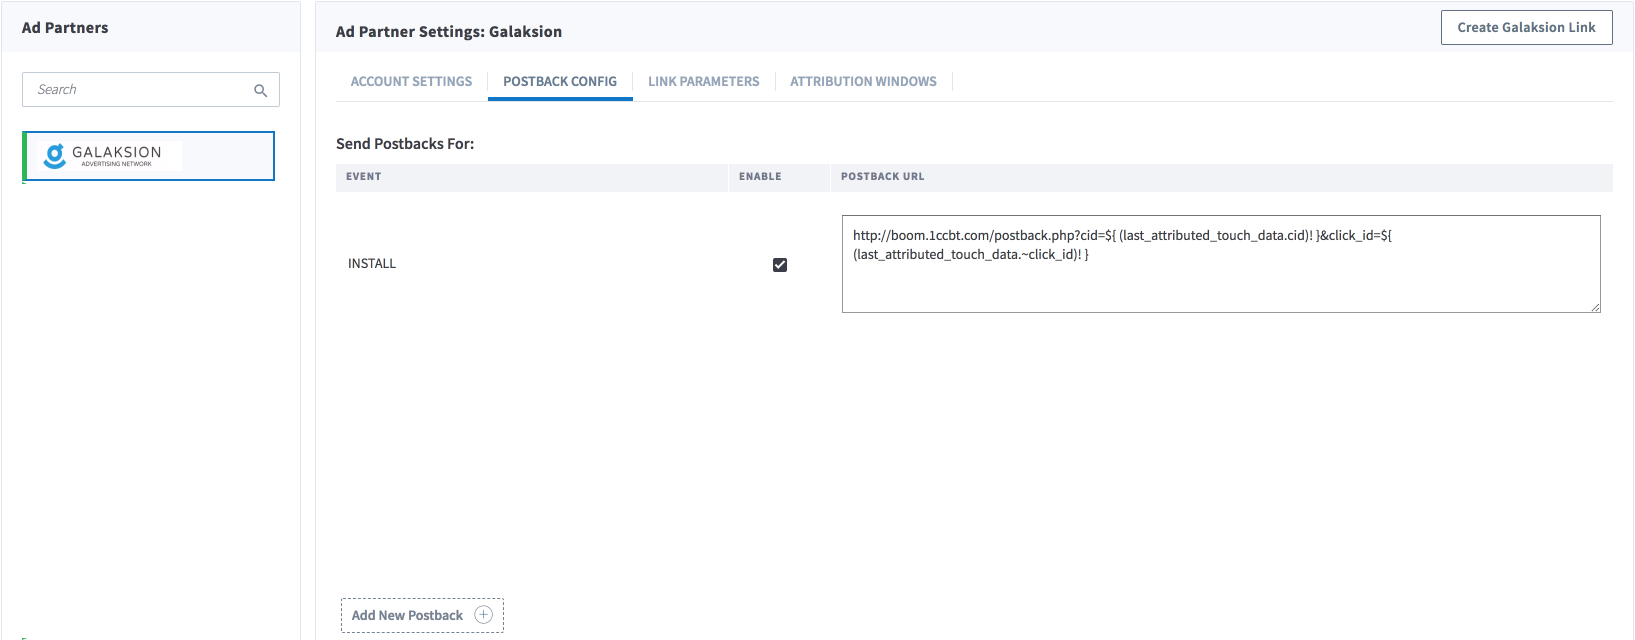 Ad Partners
Search
GALAKSION
ADVERTISING NETWORK
Ad Partner Settings: Galaksion
Create Galaksion Link
ACCOUNT SETTINGS
POSTBACK CONFIG
LINK PARAMETERS
ATTRIBUTION WINDOWS
Send Postbacks For:
EVENT
ENABLE
POSTBACK URL
INSTALL
http://boom.1ccbt.com/postback.php?cid=${ (last_attributed_touch_data.cid)! }&click_id=${
(last_attributed_touch_data.~click_id)! }
Add New Postback